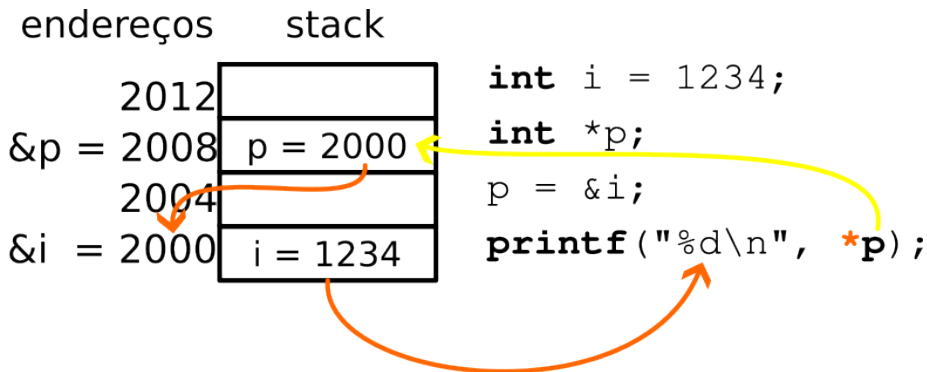 endereços stack
2012
&p = 2008 p = 2000
2004
&i = 2000 i = 1234
int i = 1234;
int *p;
p = &i;
printf("%d\n", *p);